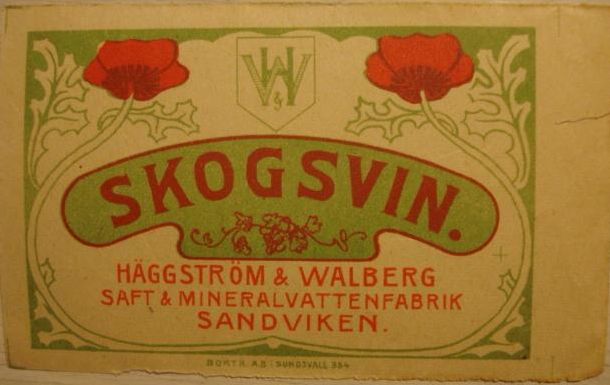 SKOGSVIN.
HÄGGSTRÖM & WALBERG
SAFT & MINERALVATTENFABRIK
SANDVIKEN.
A.B. SUNDSVALL 354